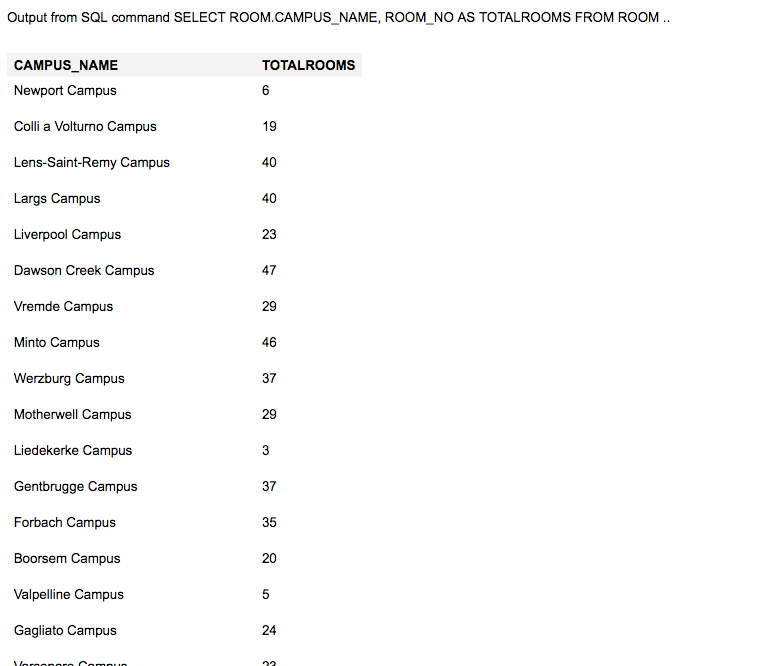 Output from SQL command SELECT ROOM.CAMPUS_NAME, ROOM_NO AS TOTALROOMS FROM ROOM ..
CAMPUS_NAME TOTALROOMS
Newport Campus 6
Colli a Volturno Campus 19
Lens-Saint-Remy Campus 40
Largs Campus 40
Liverpool Campus 23
Dawson Creek Campus 47
Vremde Campus 29
Minto Campus 46
Werzburg Campus 37
Motherwell Campus 29
Liedekerke Campus 3
Gentbrugge Campus 37
Forbach Campus 35
Boorsem Campus 20
Valpelline Campus 5
Gagliato Campus 24
Campus 23